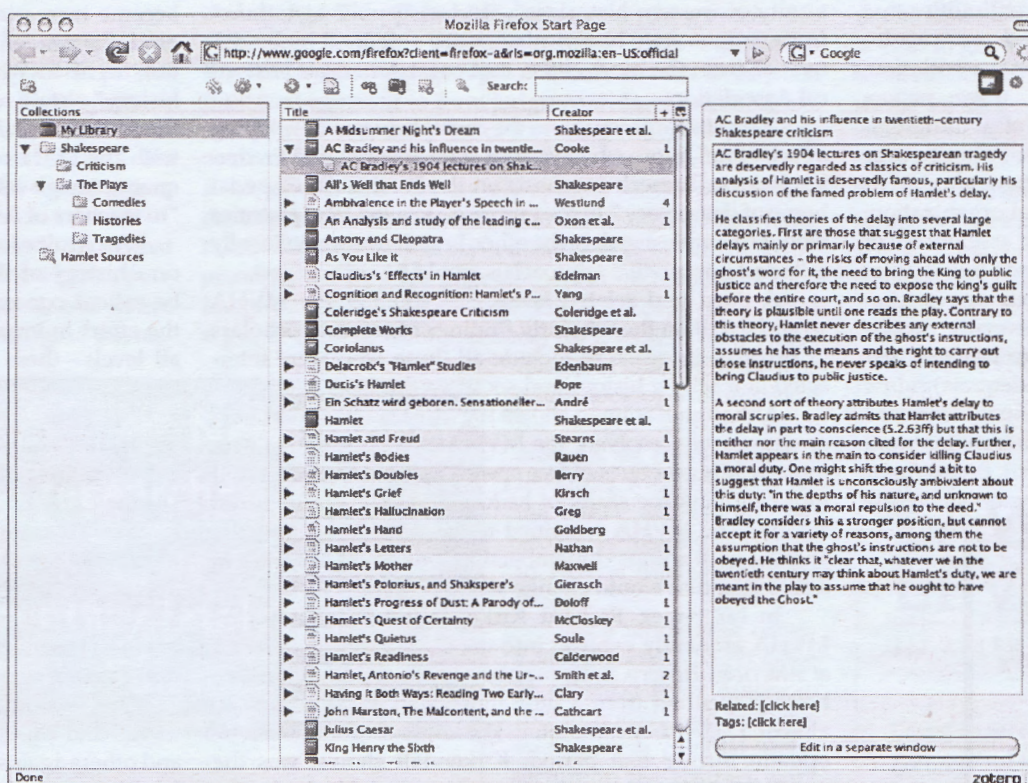 Mozilla Firefox Start Page
http://www.google.com/firefox?client=firefox-a&rls=org.mozilla:en-US:official
G Google
Search:
Collections
My Library
Shakespeare
Criticism
The Plays
Comedies
Histories
Tragedies
Hamlet Sources
Title Creator +
A Midsummer Night's Dream Shakespeare et al.
AC Bradley and his influence in twentie... Cooke 1
AC Bradley's 1904 lectures on Shak...
All's Well that Ends Well Shakespeare
Ambivalence in the Player's Speech in ... Westlund 4
An Analysis and study of the leading c... Oxon et al. 1
Antony and Cleopatra Shakespeare
As You Like it Shakespeare
Claudius's 'Effects' in Hamlet Edelman 1
Cognition and Recognition: Hamlet's P... Yang 1
Coleridge's Shakespeare Criticism Coleridge et al.
Complete Works Shakespeare
Coriolanus Shakespeare et al.
Delacroix's "Hamlet" Studies Edenbaum 1
Ducis's Hamlet Pope 1
Ein Schatz wird geboren. Sensationeller... André 1
Hamlet Shakespeare et al.
Hamlet and Freud Stearns 1
Hamlet's Bodies Rauen 1
Hamlet's Doubles Berry 1
Hamlet's Grief Kirsch 1
Hamlet's Hallucination Greg 1
Hamlet's Hand Goldberg 1
Hamlet's Letters Nathan 1
Hamlet's Mother Maxwell 1
Hamlet's Polonius, and Shakspere's Gierasch 1
Hamlet's Progress of Dust: A Parody of... Doloff 1
Hamlet's Quest of Certainty McCloskey 1
Hamlet's Quietus Soule 1
Hamlet's Readiness Calderwood 1
Hamlet, Antonio's Revenge and the Ur-... Smith et al. 2
Having it Both Ways: Reading Two Early... Clary 1
John Marston, The Malcontent, and the ... Cathcart 1
Julius Caesar Shakespeare et al.
King Henry the Sixth Shakespeare
AC Bradley and his influence in twentieth-century
Shakespeare criticism
AC Bradley's 1904 lectures on Shakespearean tragedy
are deservedly regarded as classics of criticism. His
analysis of Hamlet is deservedly famous, particularly his
discussion of the famed problem of Hamlet's delay.
He classifies theories of the delay into several large
categories. First are those that suggest that Hamlet
delays mainly or primarily because of external
circumstances - the risks of moving ahead with only the
ghost's word for it, the need to bring the King to public
justice and therefore the need to expose the king's guilt
before the entire court, and so on. Bradley says that the
theory is plausible until one reads the play. Contrary to
this theory, Hamlet never describes any external
obstacles to the execution of the ghost's instructions,
assumes he has the means and the right to carry out
those instructions, he never speaks of intending to
bring Claudius to public justice.
A second sort of theory attributes Hamlet's delay to
moral scruples. Bradley admits that Hamlet attributes
the delay in part to conscience (5.2.63ff) but that this is
neither nor the main reason cited for the delay. Further,
Hamlet appears in the main to consider killing Claudius
a moral duty. One might shift the ground a bit to
suggest that Hamlet is unconsciously ambivalent about
this duty: "in the depths of his nature, and unknown to
himself, there was a moral repulsion to the deed."
Bradley considers this a stronger position, but cannot
accept it for a variety of reasons, among them the
assumption that the ghost's instructions are not to be
obeyed. He thinks it "clear that, whatever we in the
twentieth century may think about Hamlet's duty, we are
meant in the play to assume that he ought to have
obeyed the Ghost."
Related: [click here]
Tags: [click here]
Edit in a separate window
Done
zotero